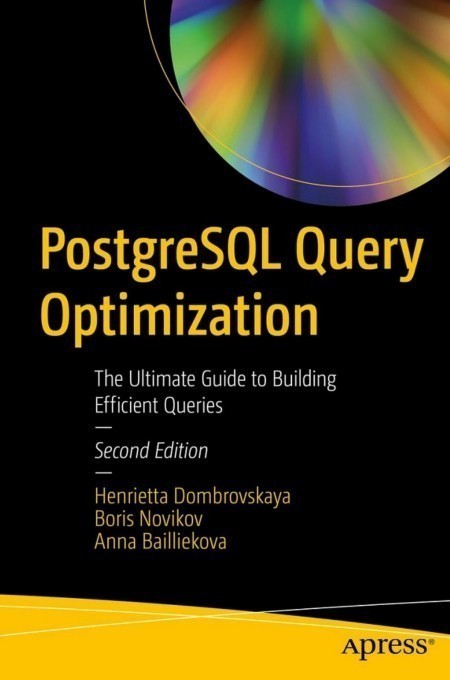 PostgreSQL Query
Optimization
The Ultimate Guide to Building
Efficient Queries
—
Second Edition
—
Henrietta Dombrovskaya
Boris Novikov
Anna Bailliekova
Apress®